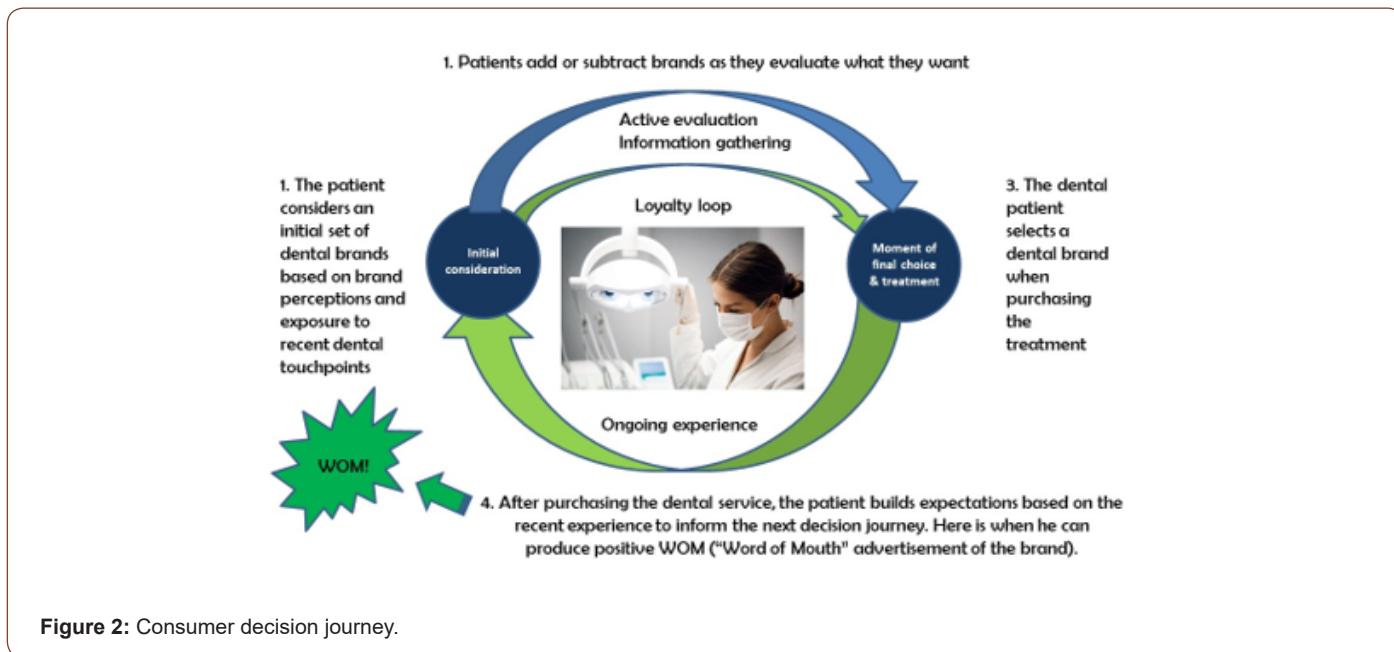 1. Patients add or subtract brands as they evaluate what they want
Active evaluation
Information gathering
1. The patient
considers an
initial set of
dental brands
based on brand
perceptions and
exposure to
recent dental
touchpoints
Initial
consideration
Loyalty loop
Moment of
final choice
& treatment
3. The dental
patient
selects a
dental brand
when
purchasing
the
treatment
Ongoing experience
WOM!
4. After purchasing the dental service, the patient builds expectations based on the
recent experience to inform the next decision journey. Here is when he can
produce positive WOM (“Word of Mouth” advertisement of the brand).
Figure 2: Consumer decision journey.